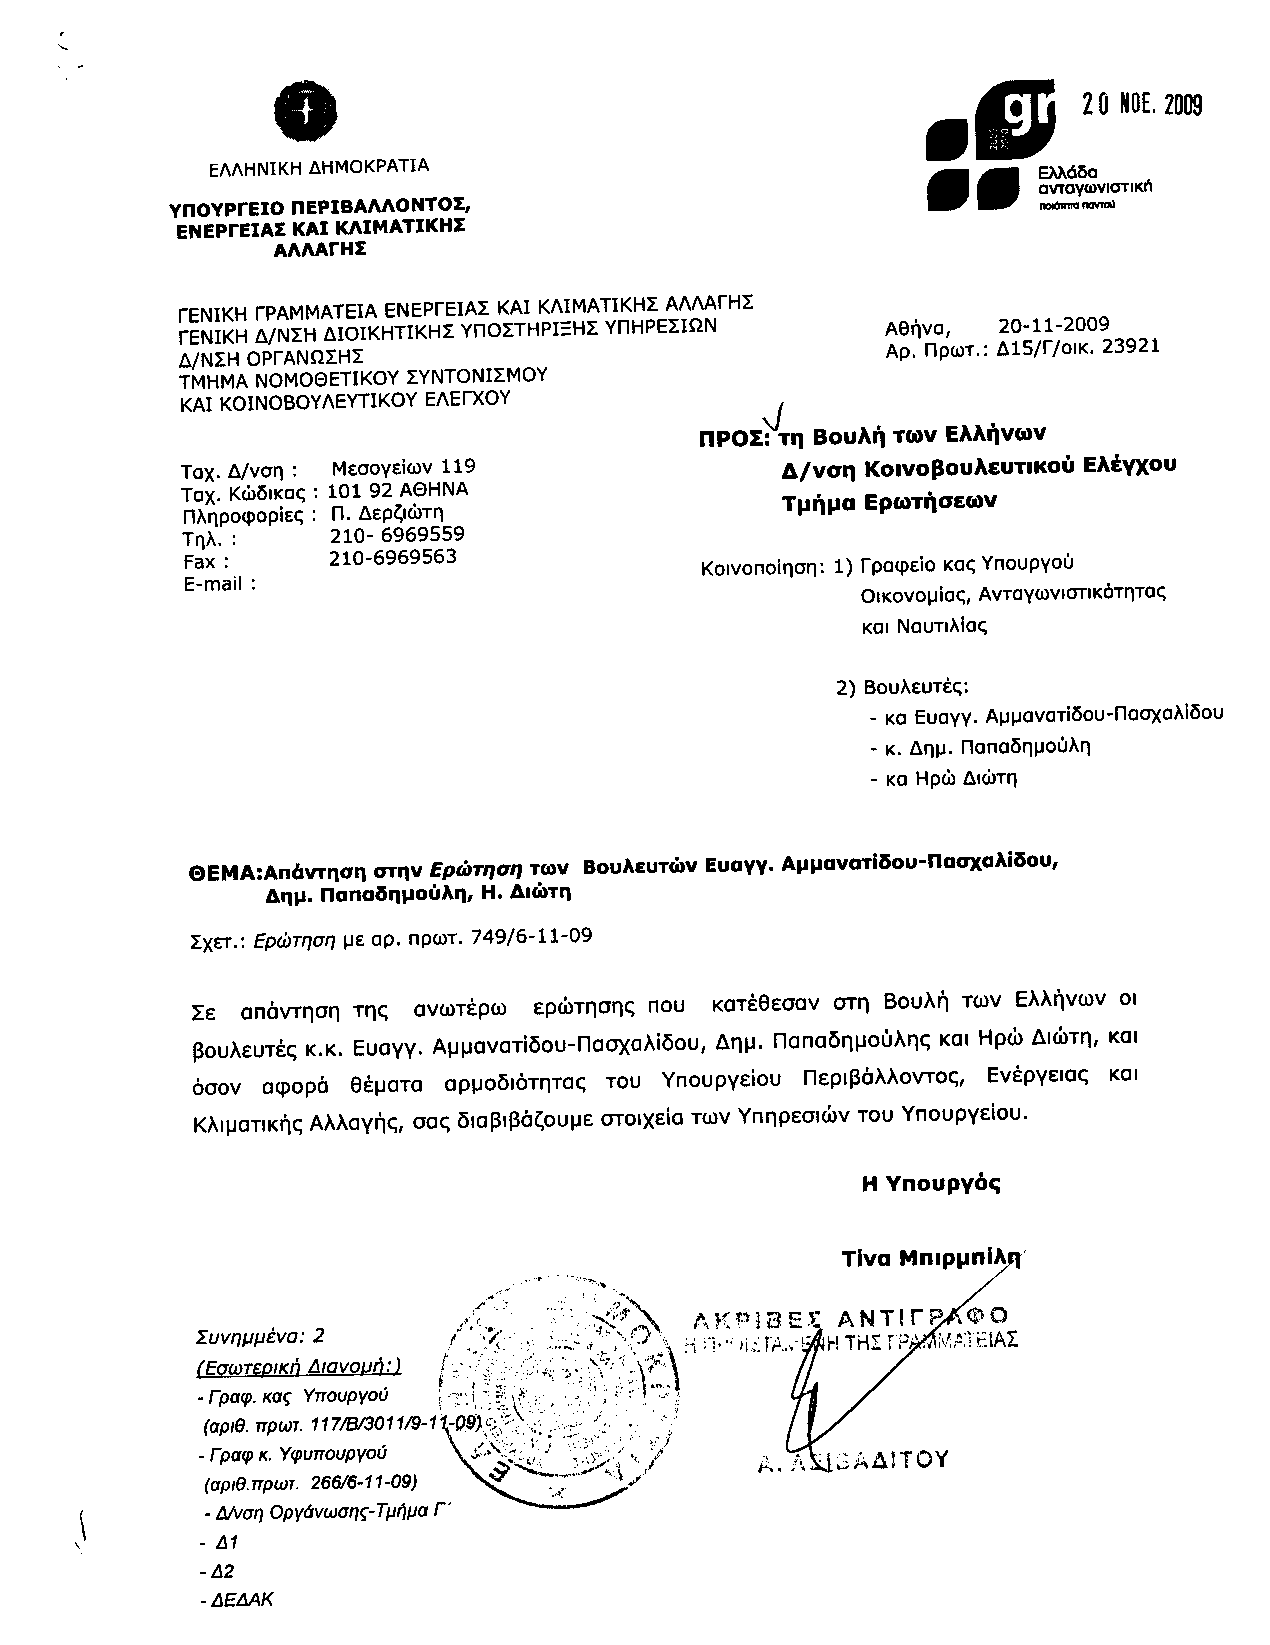 20 ΝΟΕ. 2009
gr
Ελλάδα
ανταγωνιστική
ποιότητα παντού
ΕΛΛΗΝΙΚΗ ΔΗΜΟΚΡΑΤΙΑ
ΥΠΟΥΡΓΕΙΟ ΠΕΡΙΒΑΛΛΟΝΤΟΣ,
ΕΝΕΡΓΕΙΑΣ ΚΑΙ ΚΛΙΜΑΤΙΚΗΣ
ΑΛΛΑΓΗΣ
ΓΕΝΙΚΗ ΓΡΑΜΜΑΤΕΙΑ ΕΝΕΡΓΕΙΑΣ ΚΑΙ ΚΛΙΜΑΤΙΚΗΣ ΑΛΛΑΓΗΣ
ΓΕΝΙΚΗ Δ/ΝΣΗ ΔΙΟΙΚΗΤΙΚΗΣ ΥΠΟΣΤΗΡΙΞΗΣ ΥΠΗΡΕΣΙΩΝ
Δ/ΝΣΗ ΟΡΓΑΝΩΣΗΣ
ΤΜΗΜΑ ΝΟΜΟΘΕΤΙΚΟΥ ΣΥΝΤΟΝΙΣΜΟΥ
ΚΑΙ ΚΟΙΝΟΒΟΥΛΕΥΤΙΚΟΥ ΕΛΕΓΧΟΥ
Αθήνα, 20-11-2009
Αρ. Πρωτ.: Δ15/Γ/οικ. 23921
Ταχ. Δ/νση : Μεσογείων 119
Ταχ. Κώδικας : 101 92 ΑΘΗΝΑ
Πληροφορίες : Π. Δερζιώτη
Τηλ. : 210- 6969559
Fax : 210-6969563
E-mail :
ΠΡΟΣ: τη Βουλή των Ελλήνων
Δ/νση Κοινοβουλευτικού Ελέγχου
Τμήμα Ερωτήσεων
Κοινοποίηση: 1) Γραφείο κας Υπουργού
Οικονομίας, Ανταγωνιστικότητας
και Ναυτιλίας
2) Βουλευτές:
- κα Ευαγγ. Αμμανατίδου-Πασχαλίδου
- κ. Δημ. Παπαδημούλη
- κα Ηρώ Διώτη
ΘΕΜΑ:Απάντηση στην Ερώτηση των Βουλευτών Ευαγγ. Αμμανατίδου-Πασχαλίδου,
Δημ. Παπαδημούλη, Η. Διώτη
Σχετ.: Ερώτηση με αρ. πρωτ. 749/6-11-09
Σε απάντηση της ανωτέρω ερώτησης που κατέθεσαν στη Βουλή των Ελλήνων οι
βουλευτές κ.κ. Ευαγγ. Αμμανατίδου-Πασχαλίδου, Δημ. Παπαδημούλης και Ηρώ Διώτη, και
όσον αφορά θέματα αρμοδιότητας του Υπουργείου Περιβάλλοντος, Ενέργειας και
Κλιματικής Αλλαγής, σας διαβιβάζουμε στοιχεία των Υπηρεσιών του Υπουργείου.
Η Υπουργός
Τίνα Μπιρμπίλη
ΑΚΡΙΒΕΣ ΑΝΤΙΓΡΑΦΟ
Η ΠΡΟΪΣΤΑΜΕΝΗ ΤΗΣ ΓΡΑΜΜΑΤΕΙΑΣ
Συνημμένα: 2
(Εσωτερική Διανομή:)
- Γραφ. κας Υπουργού
(αριθ. πρωτ. 117/Β/3011/9-11-09)
- Γραφ κ. Υφυπουργού
(αριθ.πρωτ. 266/6-11-09)
- Δ/νση Οργάνωσης-Τμήμα Γ΄
- Δ1
- Δ2
- ΔΕΔΑΚ